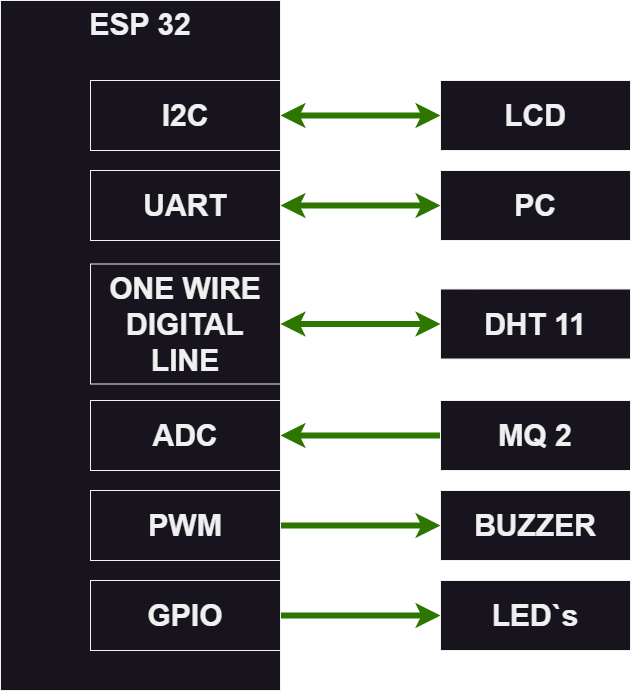 ESP 32
I2C
LCD
UART
PC
ONE WIRE
DIGITAL
LINE
DHT 11
ADC
MQ 2
PWM
BUZZER
GPIO
LED`s